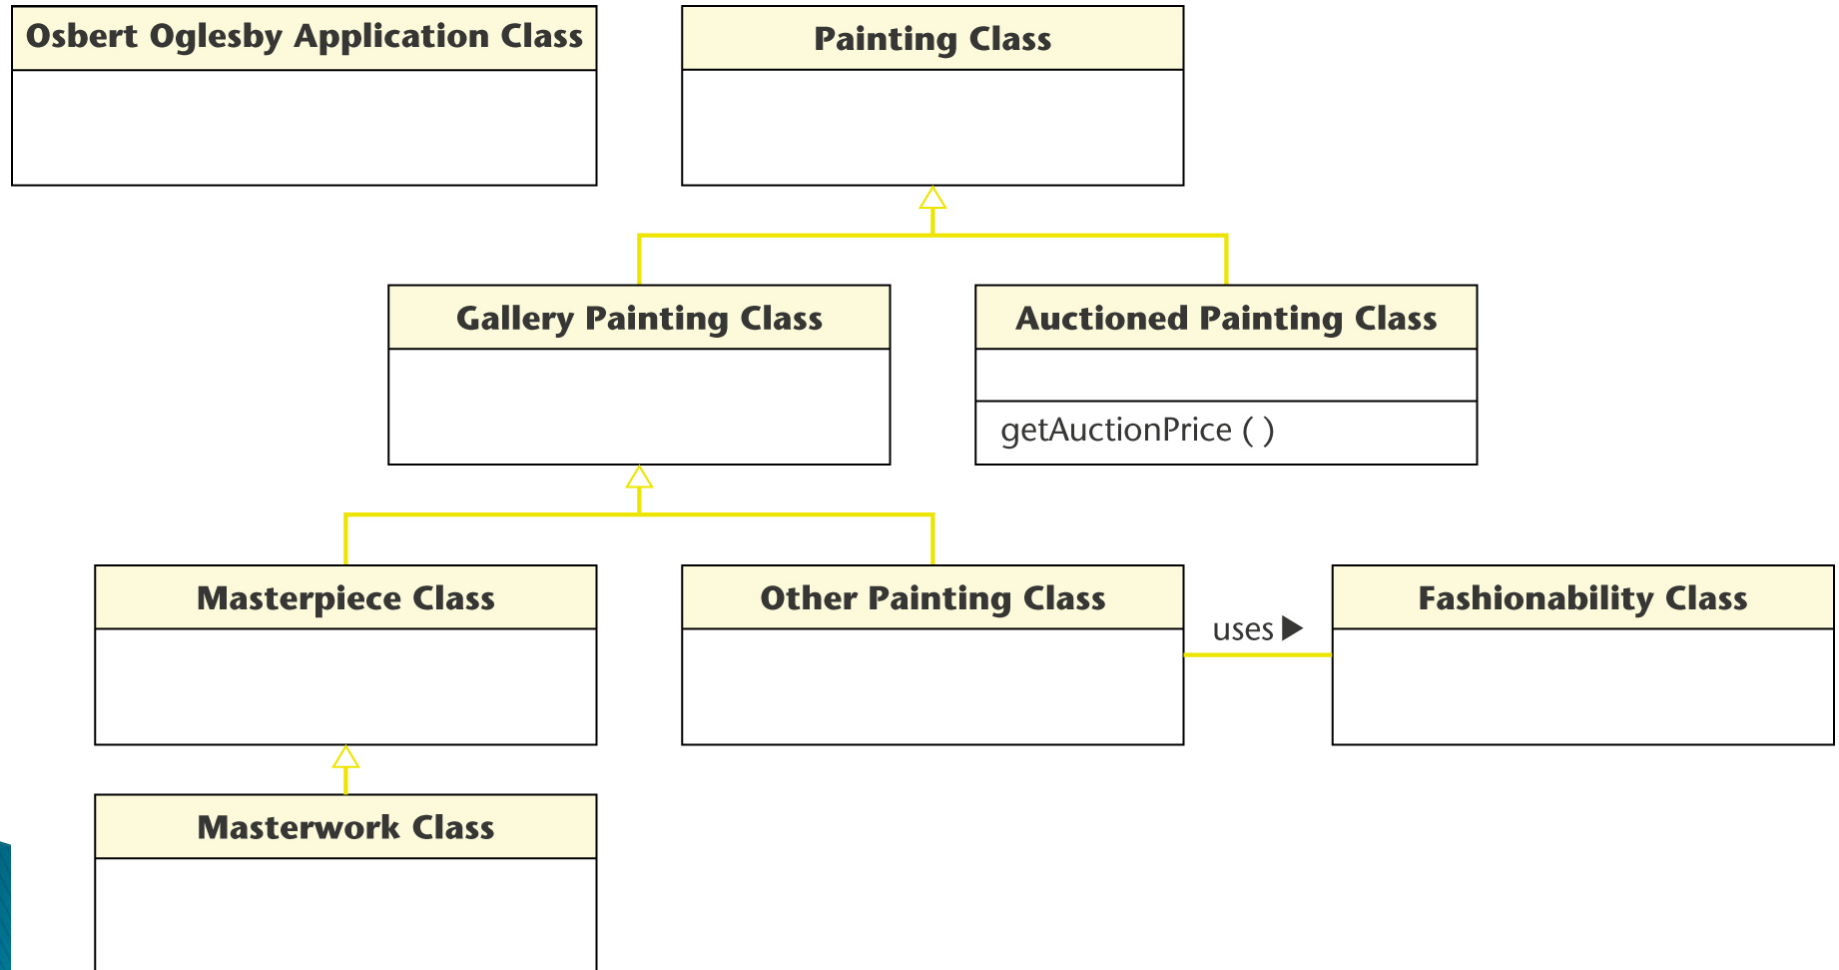 Osbert Oglesby Application Class
Painting Class
Gallery Painting Class
Auctioned Painting Class
getAuctionPrice ( )
Masterpiece Class
Other Painting Class
uses ▶
Fashionability Class
Masterwork Class